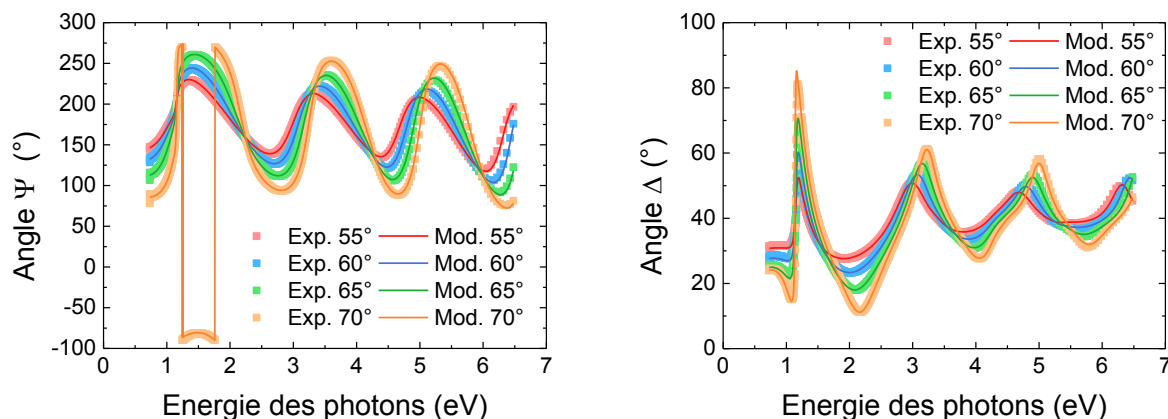 300
250
200
150
100
50
0
-50
-100
Angle Ψ (°)
Exp. 55° Mod. 55°
Exp. 60° Mod. 60°
Exp. 65° Mod. 65°
Exp. 70° Mod. 70°
0 1 2 3 4 5 6 7
Energie des photons (eV)
100
80
60
40
20
0
Angle Δ (°)
Exp. 55° Mod. 55°
Exp. 60° Mod. 60°
Exp. 65° Mod. 65°
Exp. 70° Mod. 70°
0 1 2 3 4 5 6 7
Energie des photons (eV)